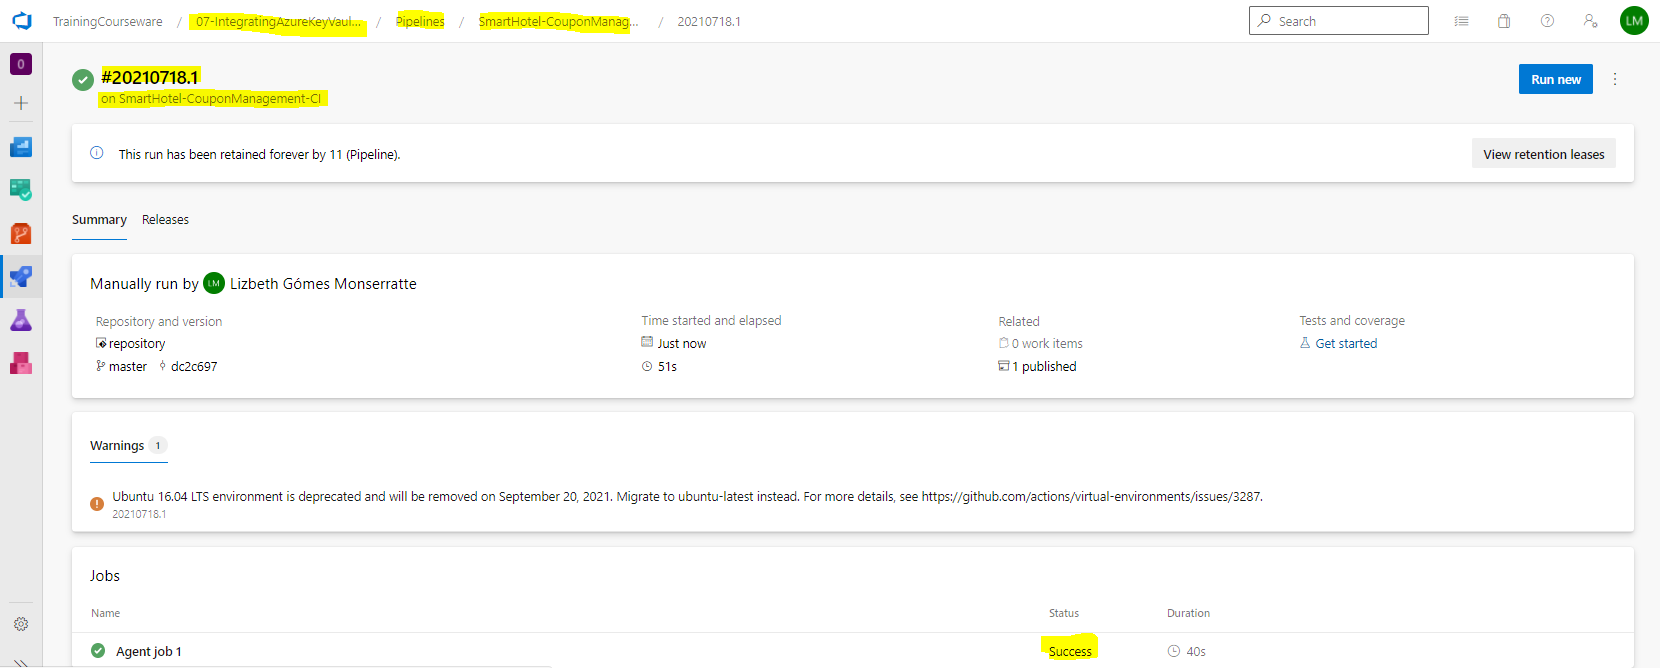 TrainingCourseware / 07-IntegratingAzureKeyVaul... / Pipelines / SmartHotel-CouponManag... / 20210718.1
Search
LM
0
#20210718.1
on SmartHotel-CouponManagement-CI
Run new
This run has been retained forever by 11 (Pipeline).
View retention leases
Summary Releases
Manually run by LM Lizbeth Gómes Monserratte
Repository and version Time started and elapsed Related Tests and coverage
repository Just now 0 work items Get started
master dc2c697 51s 1 published
Warnings 1
Ubuntu 16.04 LTS environment is deprecated and will be removed on September 20, 2021. Migrate to ubuntu-latest instead. For more details, see https://github.com/actions/virtual-environments/issues/3287.
20210718.1
Jobs
Name Status Duration
Agent job 1 Success 40s